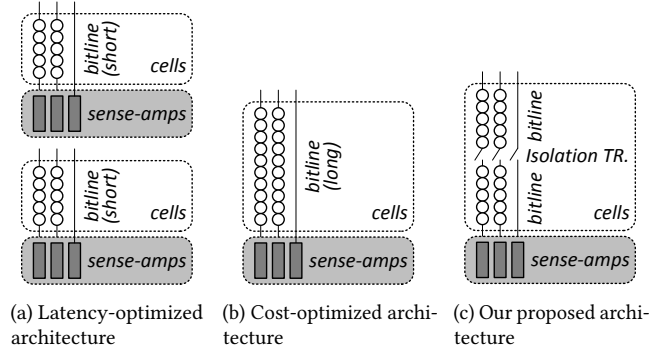 bitline
(short)
cells
sense-amps
bitline
(short)
cells
sense-amps
(a) Latency-optimized
architecture
bitline
(long)
cells
sense-amps
(b) Cost-optimized archi-
tecture
bitline
Isolation TR.
bitline
cells
sense-amps
(c) Our proposed archi-
tecture